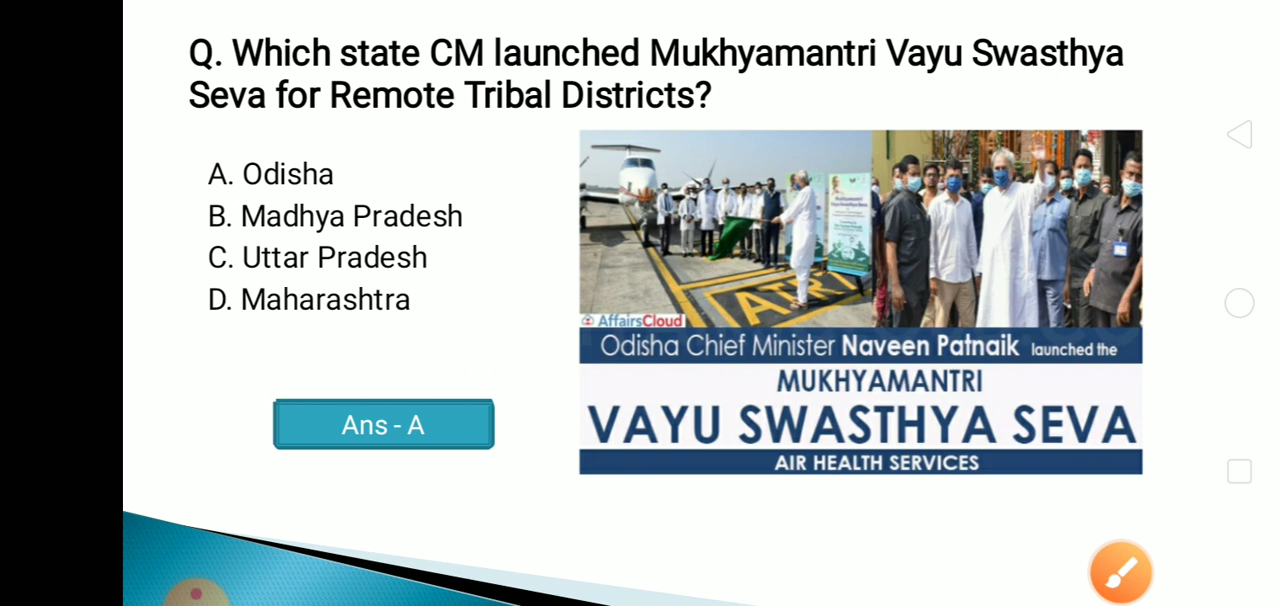 Q. Which state CM launched Mukhyamantri Vayu Swasthya
Seva for Remote Tribal Districts?
A. Odisha
B. Madhya Pradesh
C. Uttar Pradesh
D. Maharashtra
Ans - A
AffairsCloud
Odisha Chief Minister Naveen Patnaik launched the
MUKHYAMANTRI
VAYU SWASTHYA SEVA
AIR HEALTH SERVICES